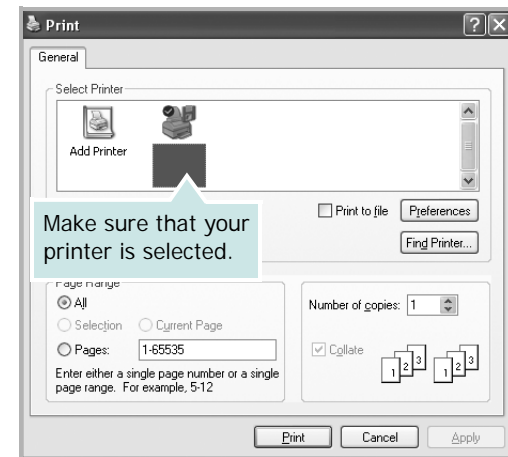 Print
General
Select Printer
Add Printer
Make sure that your
printer is selected.
Print to file
Preferences
Find Printer...
Page Range
All
Selection Current Page
Pages: 1-65535
Enter either a single page number or a single
page range. For example, 5-12
Number of copies: 1
Collate
1 2 3 1 2 3
Print Cancel Apply